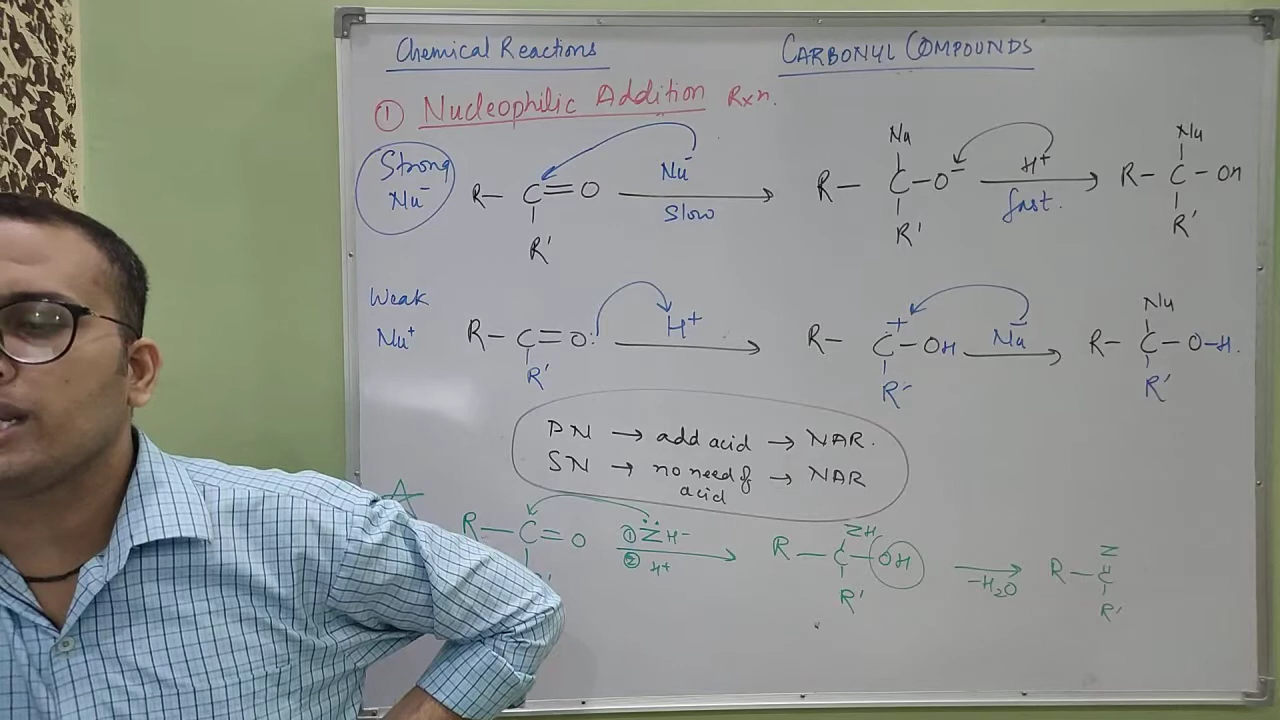 Chemical Reactions
CARBONYL COMPOUNDS
① Nucleophilic Addition Rxn.
Strong
Nu⁻
R—C=O
R'
Nu⁻
Slow
Nu
R—C—O⁻
R'
H⁺
fast.
Nu
R—C—OH
R'
Weak
Nu⁺
R—C=O:
R'
H⁺
R—C⁺—OH
R'
Nu⁻
Nu
R—C—O—H.
R'
PN → add acid → NAR.
SN → no need of → NAR
acid
R—C=O
① Z̈H⁻
② H⁺
ZH
R—C—OH
R'
-H₂O
Z
R—C
R'